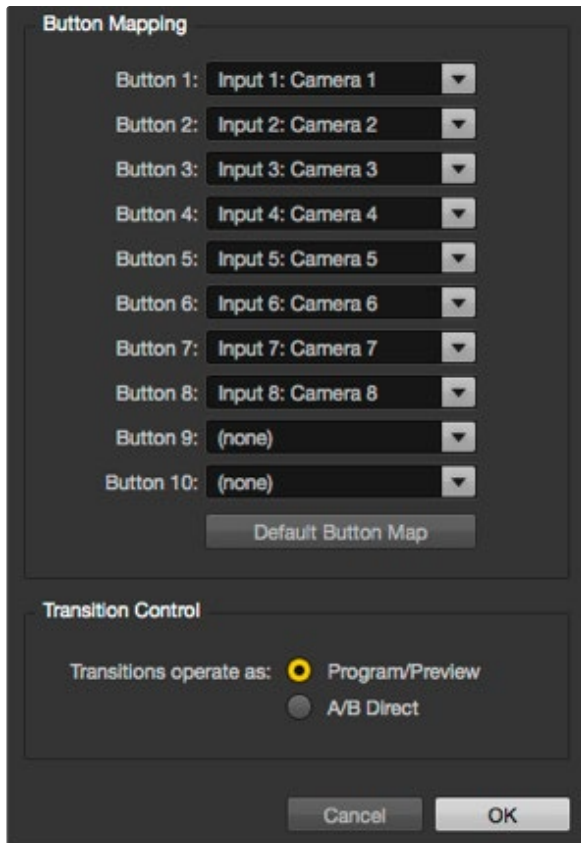 Button Mapping
Button 1: Input 1: Camera 1
Button 2: Input 2: Camera 2
Button 3: Input 3: Camera 3
Button 4: Input 4: Camera 4
Button 5: Input 5: Camera 5
Button 6: Input 6: Camera 6
Button 7: Input 7: Camera 7
Button 8: Input 8: Camera 8
Button 9: (none)
Button 10: (none)
Default Button Map
Transition Control
Transitions operate as: Program/Preview
A/B Direct
Cancel OK